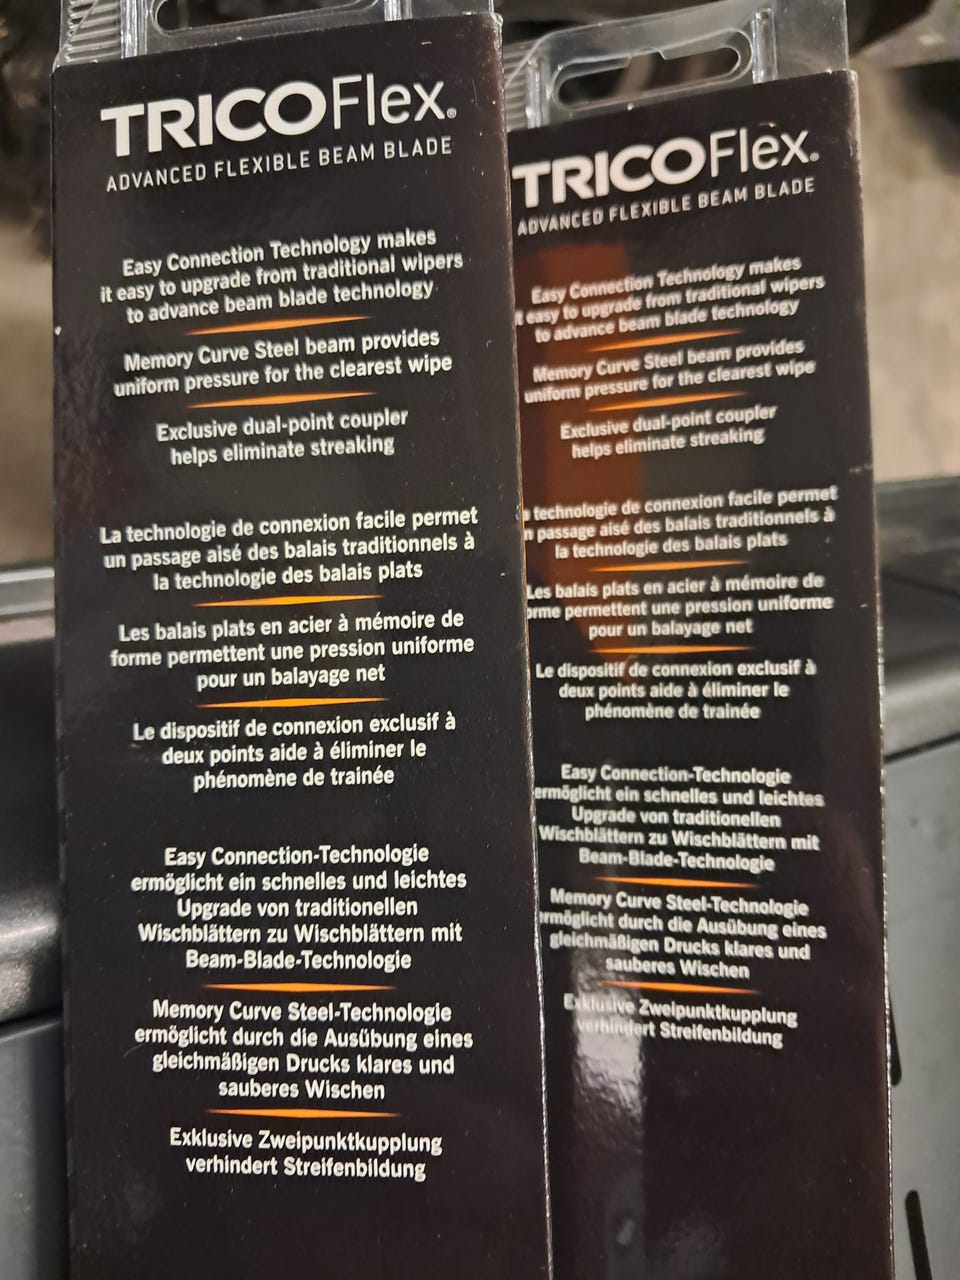 TRICOFlex®
ADVANCED FLEXIBLE BEAM BLADE
Easy Connection Technology makes
it easy to upgrade from traditional wipers
to advance beam blade technology
Memory Curve Steel beam provides
uniform pressure for the clearest wipe
Exclusive dual-point coupler
helps eliminate streaking
La technologie de connexion facile permet
un passage aisé des balais traditionnels à
la technologie des balais plats
Les balais plats en acier à mémoire de
forme permettent une pression uniforme
pour un balayage net
Le dispositif de connexion exclusif à
deux points aide à éliminer le
phénomène de trainée
Easy Connection-Technologie
ermöglicht ein schnelles und leichtes
Upgrade von traditionellen
Wischblättern zu Wischblättern mit
Beam-Blade-Technologie
Memory Curve Steel-Technologie
ermöglicht durch die Ausübung eines
gleichmäßigen Drucks klares und
sauberes Wischen
Exklusive Zweipunktkupplung
verhindert Streifenbildung
TRICOFlex®
ADVANCED FLEXIBLE BEAM BLADE
Easy Connection Technology makes
t easy to upgrade from traditional wipers
to advance beam blade technology
Memory Curve Steel beam provides
uniform pressure for the clearest wipe
Exclusive dual-point coupler
helps eliminate streaking
a technologie de connexion facile permet
n passage aisé des balais traditionnels à
la technologie des balais plats
Les balais plats en acier à mémoire de
orme permettent une pression uniforme
pour un balayage net
Le dispositif de connexion exclusif à
deux points aide à éliminer le
phénomène de trainée
Easy Connection-Technologie
ermöglicht ein schnelles und leichtes
Upgrade von traditionellen
Wischblättern zu Wischblättern mit
Beam-Blade-Technologie
Memory Curve Steel-Technologie
ermöglicht durch die Ausübung eines
gleichmäßigen Drucks klares und
sauberes Wischen
Exklusive Zweipunktkupplung
verhindert Streifenbildung